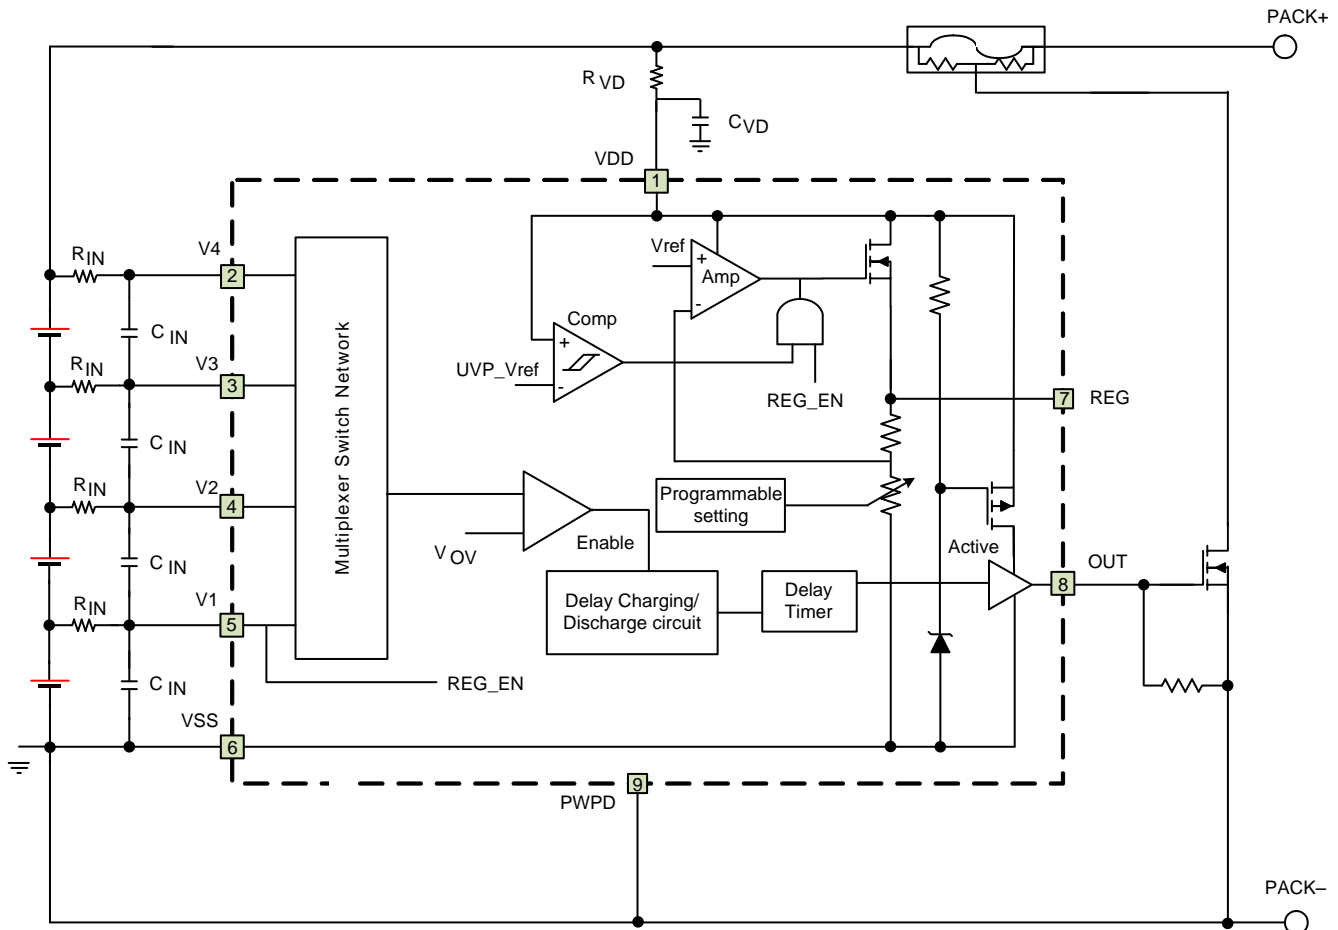 PACK+
R VD
C VD
VDD
1
R IN
V4
2
Vref
+
Amp
-
C IN
Comp
+
-
UVP_Vref
REG_EN
R IN
V3
3
7
REG
Multiplexer Switch Network
C IN
R IN
V2
4
Programmable
setting
V OV
Enable
Active
OUT
8
C IN
R IN
V1
5
Delay Charging/
Discharge circuit
Delay
Timer
C IN
REG_EN
VSS
6
9
PWPD
PACK–